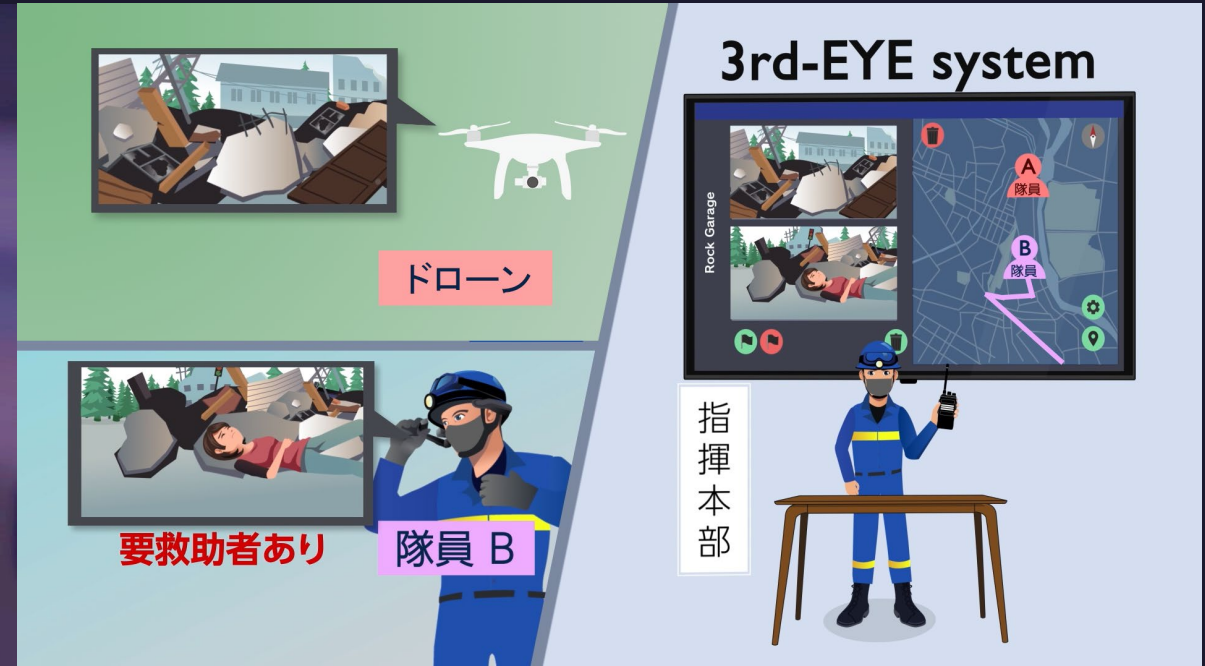 ドローン
要救助者あり
隊員 B
3rd-EYE system
Rock Garage
A
隊員
B
隊員
指揮本部